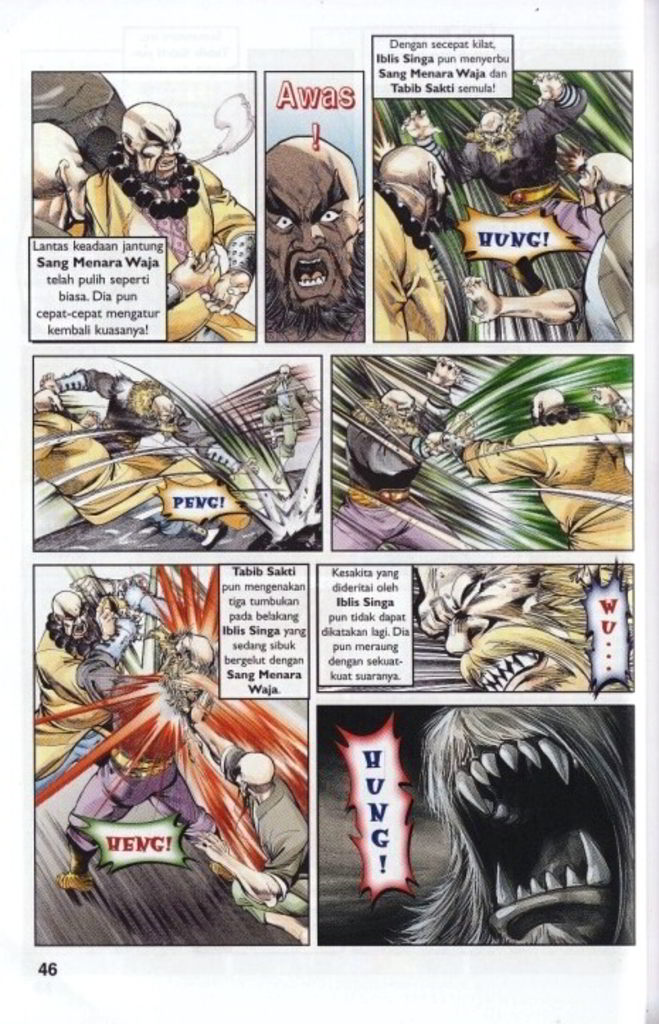 Lantas keadaan jantung
Sang Menara Waja
telah pulih seperti
biasa. Dia pun
cepat-cepat mengatur
kembali kuasanya!
Awas
!
Dengan secepat kilat,
Iblis Singa pun menyerbu
Sang Menara Waja dan
Tabib Sakti semula!
HUNG!
PENG!
Tabib Sakti
pun mengenakan
tiga tumbukan
pada belakang
Iblis Singa yang
sedang sibuk
bergelut dengan
Sang Menara
Waja.
HENG!
Kesakita yang
dideritai oleh
Iblis Singa
pun tidak dapat
dikatakan lagi. Dia
pun meraung
dengan sekuat-
kuat suaranya.
WU...
HUNG!
46